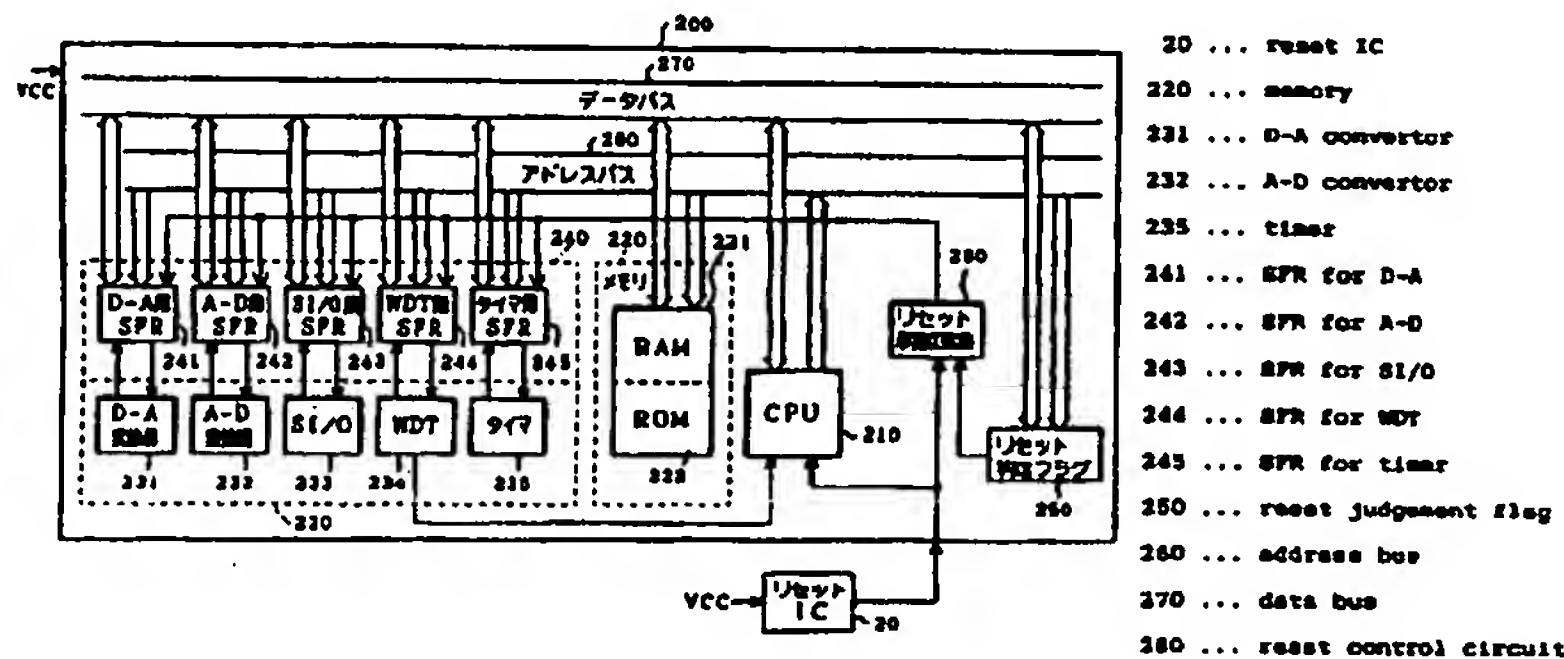 200
VCC
270
データバス
260
アドレスバス
240
220
221
メモリ
280
D-A用
SFR
241
A-D用
SFR
242
SI/O用
SFR
243
WDT用
SFR
244
タイマ用
SFR
245
RAM
ROM
222
CPU
210
リセット
D-A
231
A-D
232
SI/O
233
WDT
234
タイマ
235
230
リセット
フラグ
250
VCC
リセット
IC
20
20 ... reset IC
220 ... memory
231 ... D-A convertor
232 ... A-D convertor
235 ... timer
241 ... SFR for D-A
242 ... SFR for A-D
243 ... SFR for SI/O
244 ... SFR for WDT
245 ... SFR for timer
250 ... reset judgement flag
260 ... address bus
270 ... data bus
280 ... reset control circuit